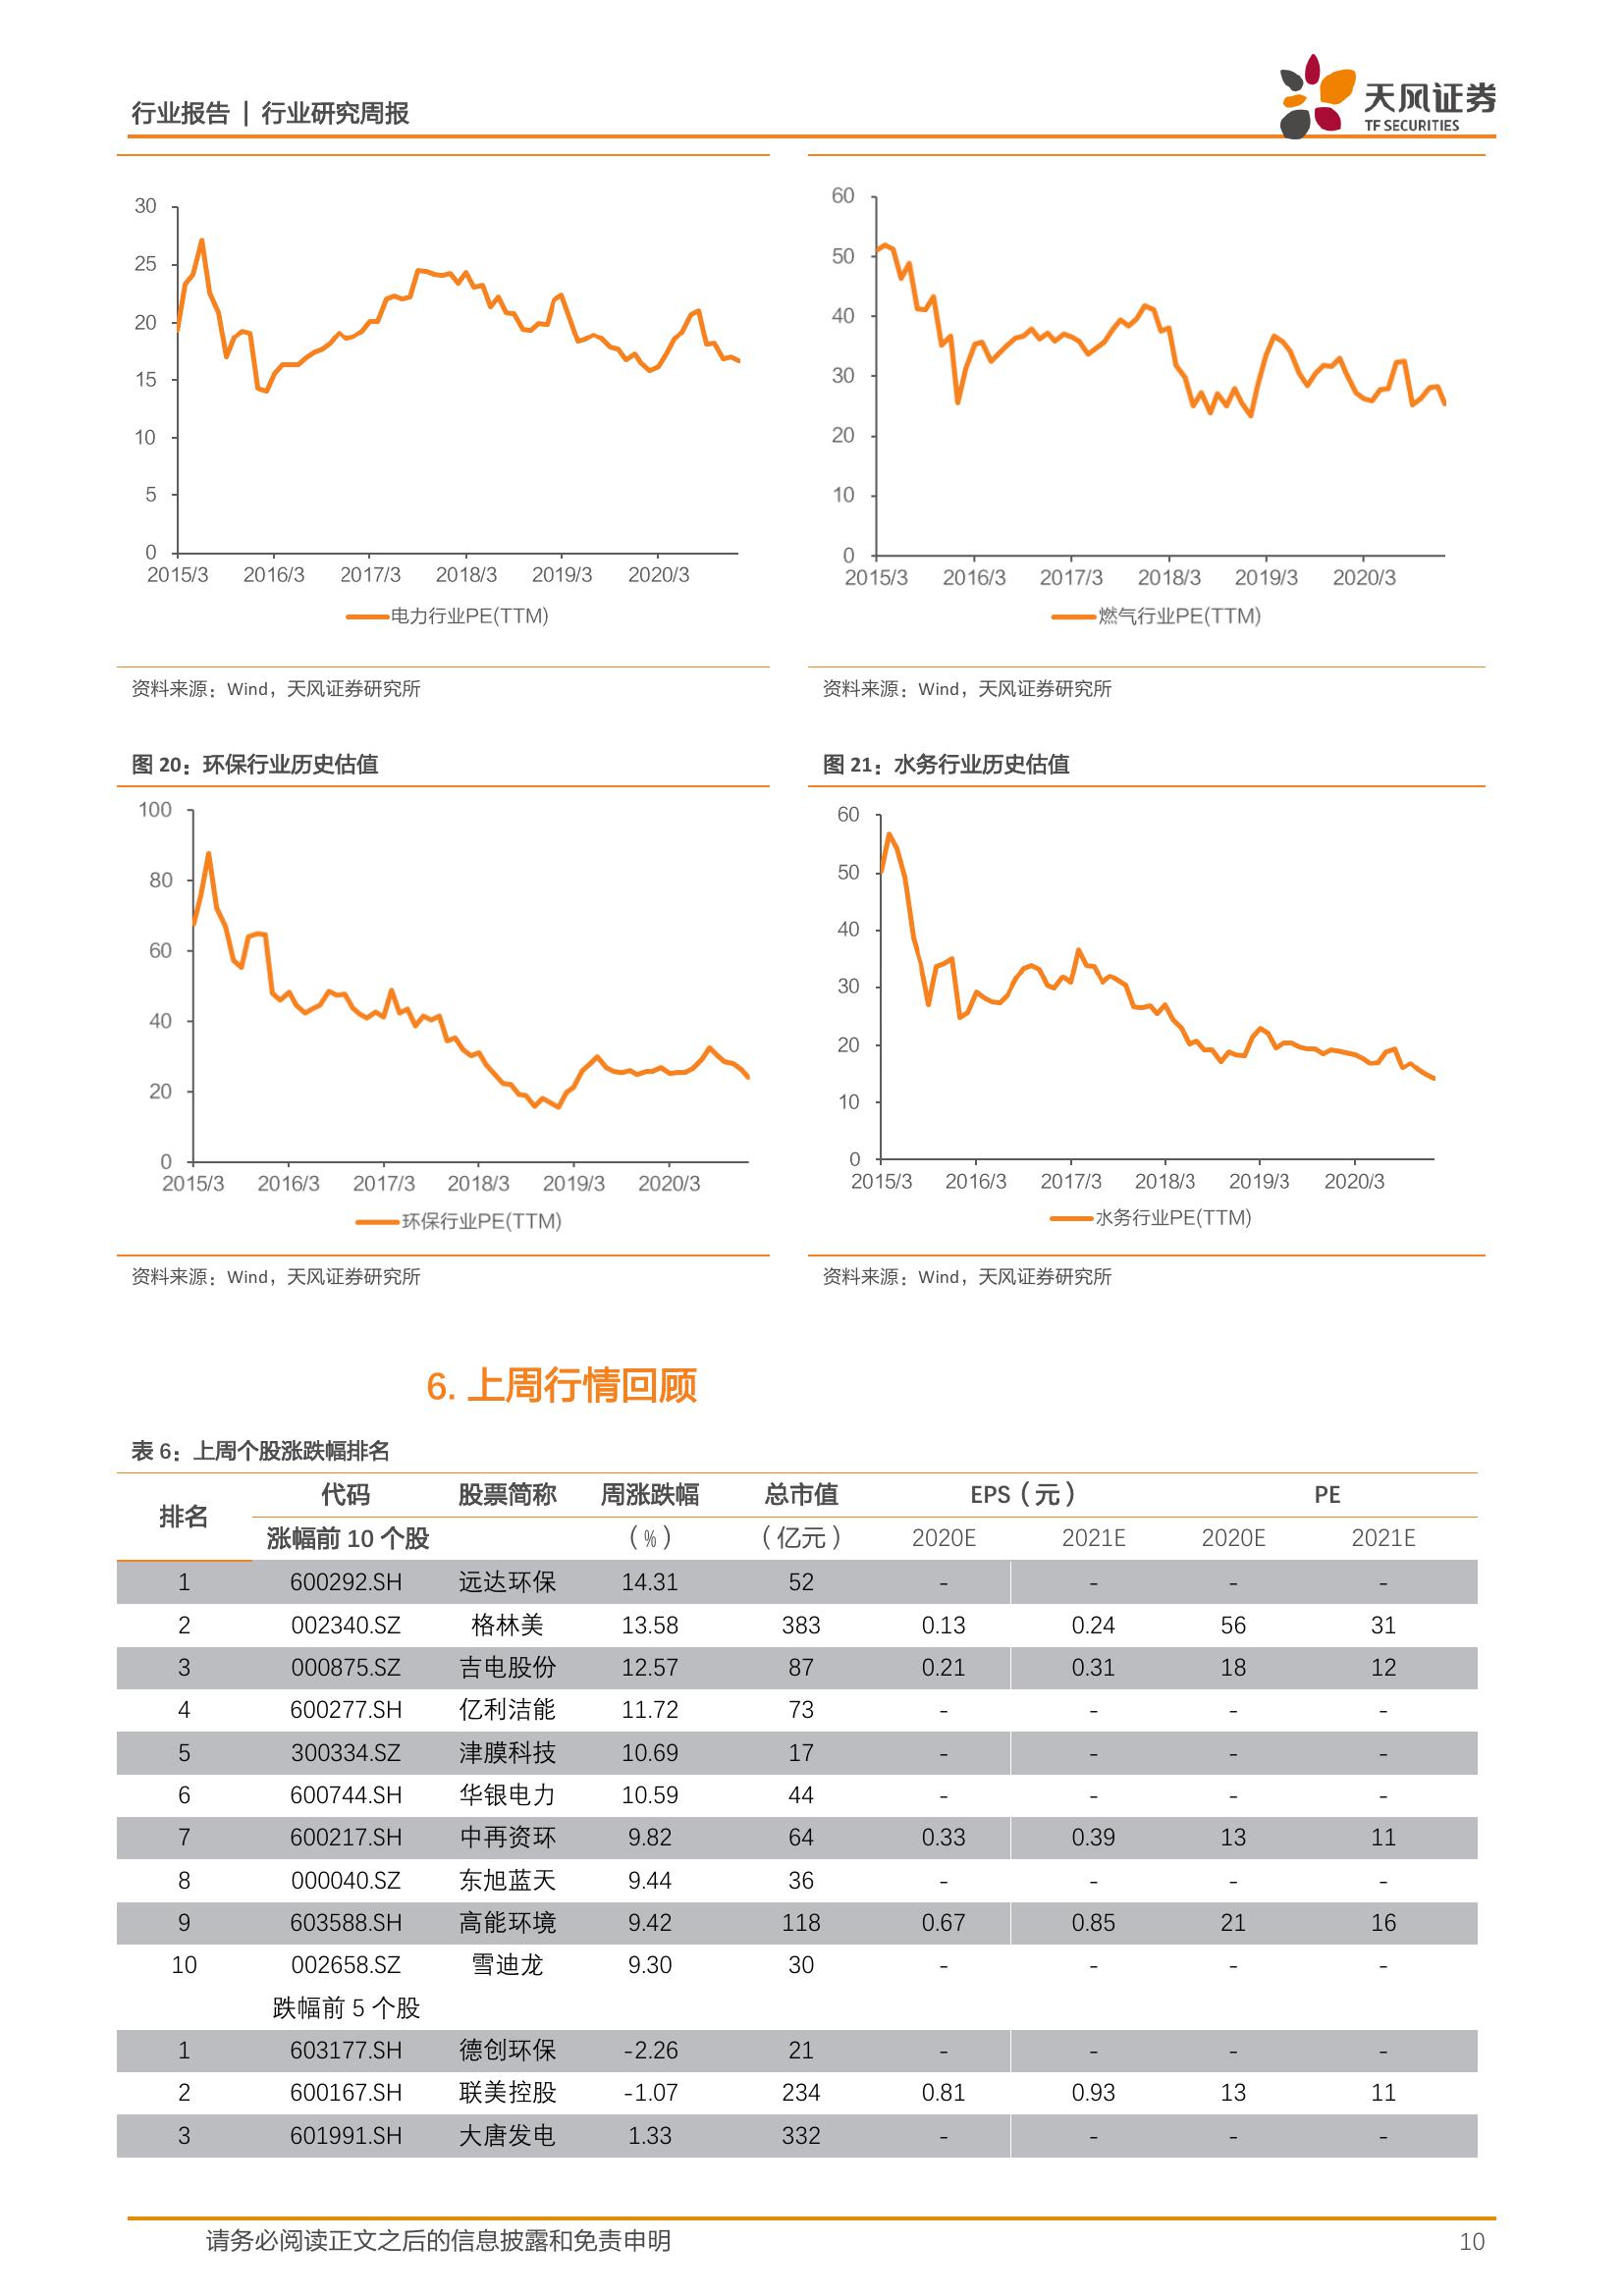 行业报告 | 行业研究周报
天风证券
TF SECURITIES
30
25
20
15
10
5
0
2015/3 2016/3 2017/3 2018/3 2019/3 2020/3
电力行业PE(TTM)
60
50
40
30
20
10
0
2015/3 2016/3 2017/3 2018/3 2019/3 2020/3
燃气行业PE(TTM)
资料来源：Wind，天风证券研究所
资料来源：Wind，天风证券研究所
图 20：环保行业历史估值
100
80
60
40
20
0
2015/3 2016/3 2017/3 2018/3 2019/3 2020/3
环保行业PE(TTM)
资料来源：Wind，天风证券研究所
图 21：水务行业历史估值
60
50
40
30
20
10
0
2015/3 2016/3 2017/3 2018/3 2019/3 2020/3
水务行业PE(TTM)
资料来源：Wind，天风证券研究所
6. 上周行情回顾
表 6：上周个股涨跌幅排名
排名 代码 股票简称 周涨跌幅 总市值 EPS（元） PE
涨幅前 10 个股 （%） （亿元） 2020E 2021E 2020E 2021E
1 600292.SH 远达环保 14.31 52 - - - -
2 002340.SZ 格林美 13.58 383 0.13 0.24 56 31
3 000875.SZ 吉电股份 12.57 87 0.21 0.31 18 12
4 600277.SH 亿利洁能 11.72 73 - - - -
5 300334.SZ 津膜科技 10.69 17 - - - -
6 600744.SH 华银电力 10.59 44 - - - -
7 600217.SH 中再资环 9.82 64 0.33 0.39 13 11
8 000040.SZ 东旭蓝天 9.44 36 - - - -
9 603588.SH 高能环境 9.42 118 0.67 0.85 21 16
10 002658.SZ 雪迪龙 9.30 30 - - - -
跌幅前 5 个股
1 603177.SH 德创环保 -2.26 21 - - - -
2 600167.SH 联美控股 -1.07 234 0.81 0.93 13 11
3 601991.SH 大唐发电 1.33 332 - - - -
请务必阅读正文之后的信息披露和免责申明 10